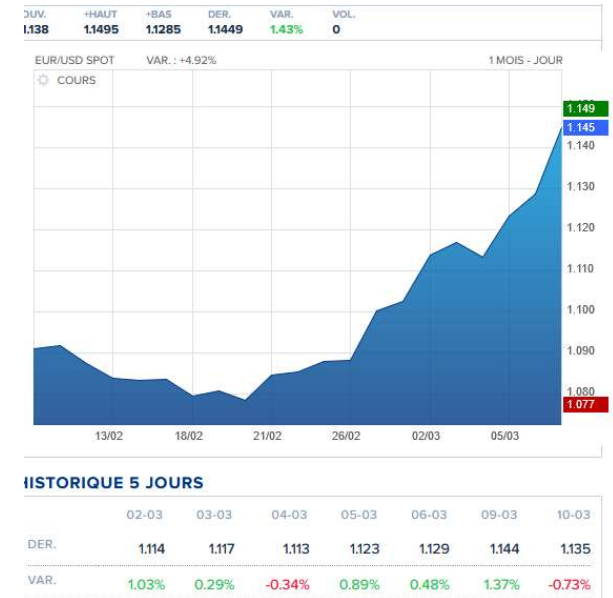 OUV. +HAUT +BAS DER. VAR. VOL.
1.138 1.1495 1.1285 1.1449 1.43% 0
EUR/USD SPOT VAR. : +4.92% 1 MOIS - JOUR
COURS
1.149
1.145
1.140
1.130
1.120
1.110
1.100
1.090
1.080
1.077
13/02 18/02 21/02 26/02 02/03 05/03
HISTORIQUE 5 JOURS
02-03 03-03 04-03 05-03 06-03 09-03 10-03
DER. 1.114 1.117 1.113 1.123 1.129 1.144 1.135
VAR. 1.03% 0.29% -0.34% 0.89% 0.48% 1.37% -0.73%